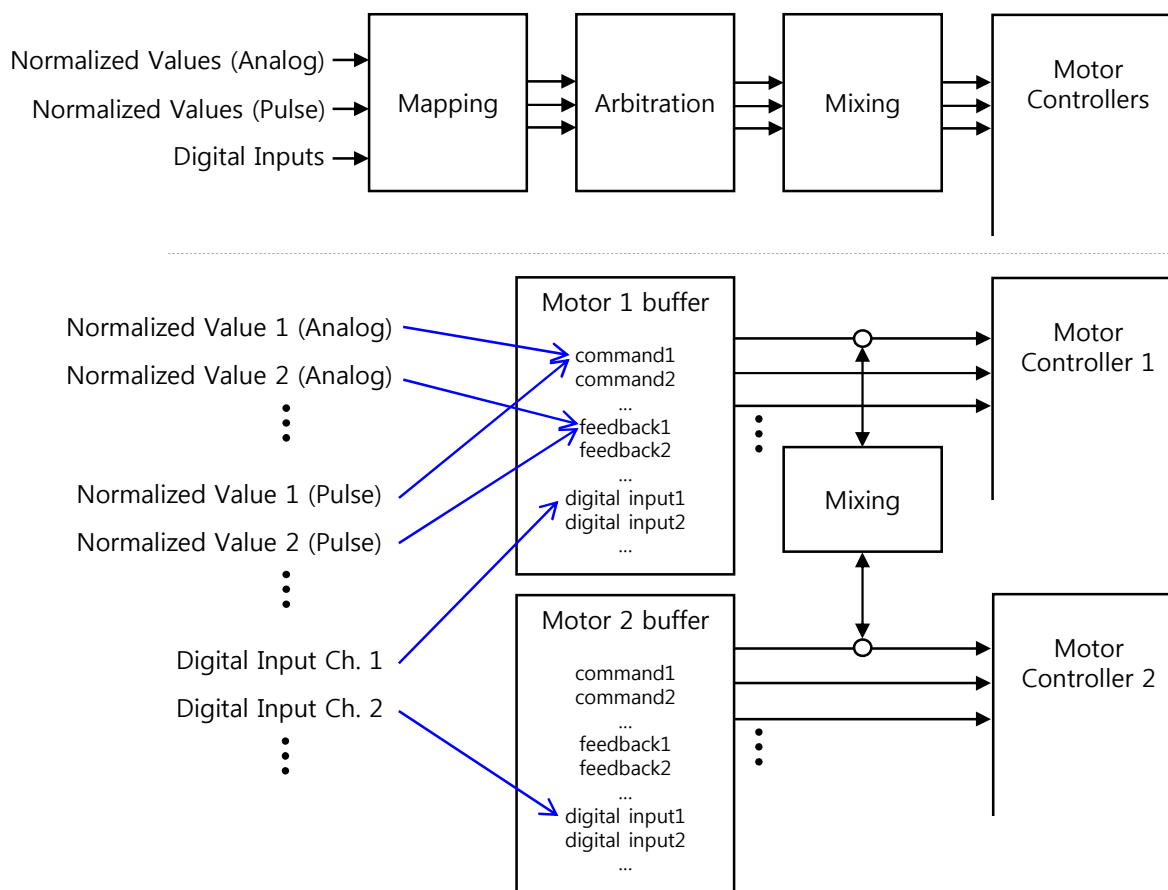 Normalized Values (Analog)
Normalized Values (Pulse)
Digital Inputs
Mapping
Arbitration
Mixing
Motor
Controllers
Normalized Value 1 (Analog)
Normalized Value 2 (Analog)
Normalized Value 1 (Pulse)
Normalized Value 2 (Pulse)
Digital Input Ch. 1
Digital Input Ch. 2
Motor 1 buffer
command1
command2
...
feedback1
feedback2
...
digital input1
digital input2
...
Motor 2 buffer
command1
command2
...
feedback1
feedback2
...
digital input1
digital input2
...
Mixing
Motor
Controller 1
Motor
Controller 2